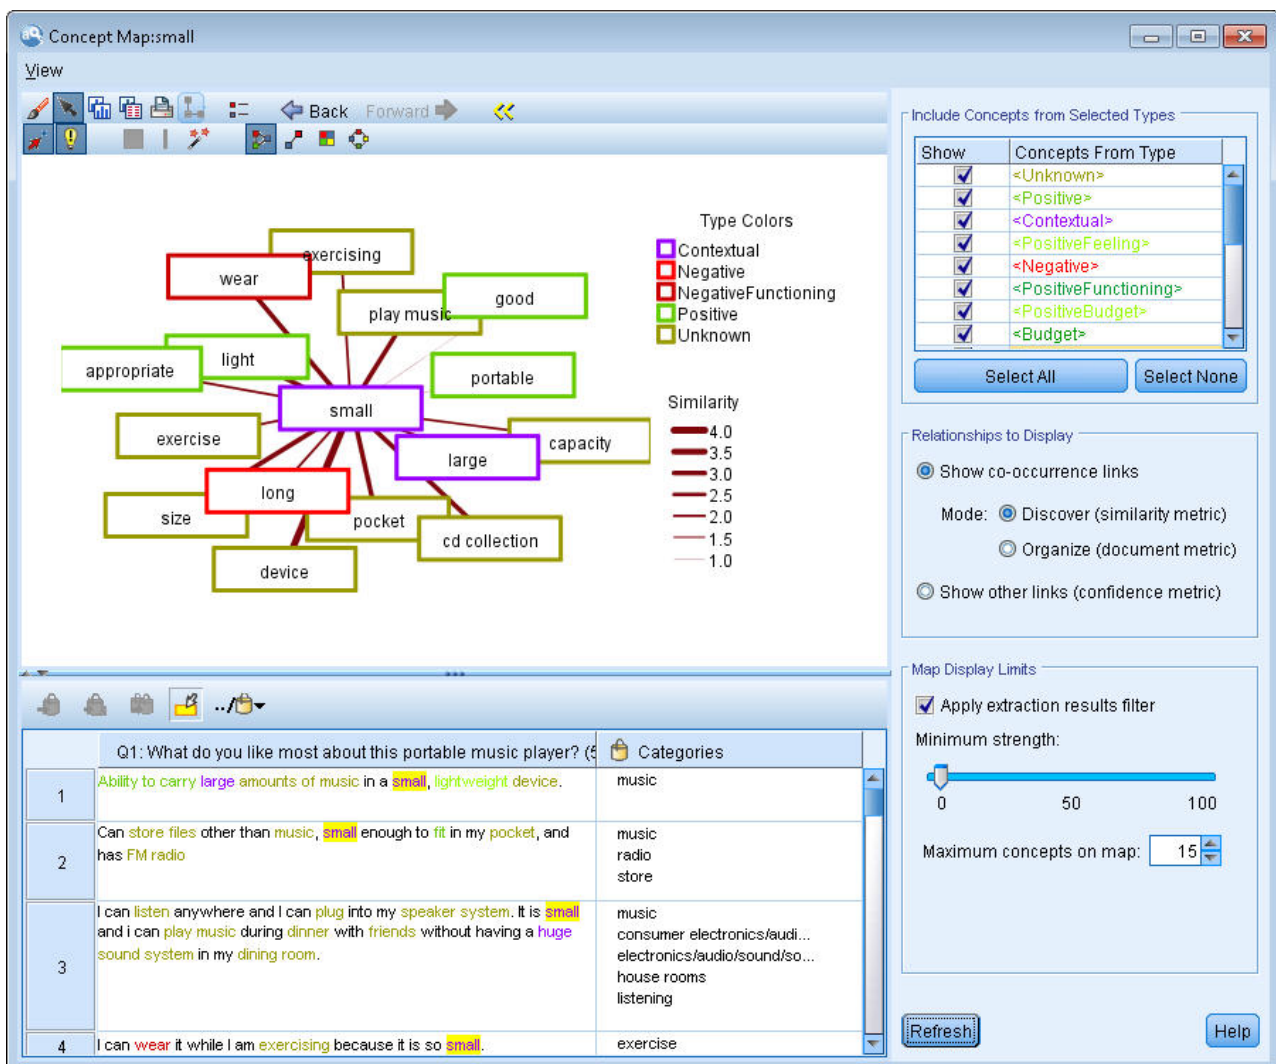 Concept Map:small
View
Back Forward
exercising
wear
good
play music
light
appropriate
portable
small
exercise
capacity
large
long
size
pocket
cd collection
device
Type Colors
Contextual
Negative
NegativeFunctioning
Positive
Unknown
Similarity
4.0
3.5
3.0
2.5
2.0
1.5
1.0
Include Concepts from Selected Types
Show Concepts From Type
<Unknown>
<Positive>
<Contextual>
<PositiveFeeling>
<Negative>
<PositiveFunctioning>
<PositiveBudget>
<Budget>
Select All Select None
Relationships to Display
Show co-occurrence links
Mode: Discover (similarity metric)
Organize (document metric)
Show other links (confidence metric)
Map Display Limits
Apply extraction results filter
Minimum strength:
0 50 100
Maximum concepts on map: 15
Refresh Help
../
Q1: What do you like most about this portable music player? (5 Categories
1 Ability to carry large amounts of music in a small, lightweight device. music
2 Can store files other than music, small enough to fit in my pocket, and
has FM radio
music
radio
store
3 I can listen anywhere and I can plug into my speaker system. It is small
and i can play music during dinner with friends without having a huge
sound system in my dining room.
music
consumer electronics/audi...
electronics/audio/sound/so...
house rooms
listening
4 I can wear it while I am exercising because it is so small. exercise